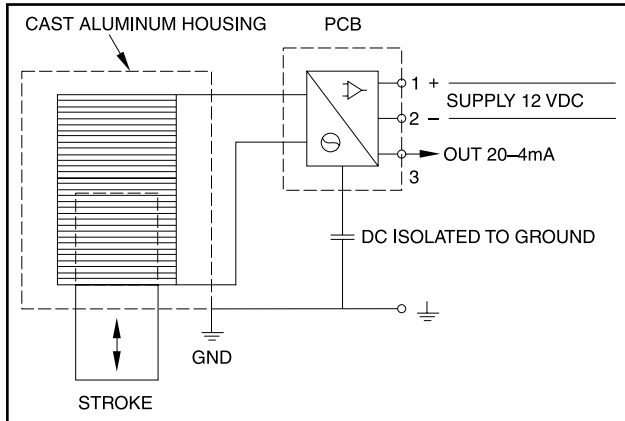 CAST ALUMINUM HOUSING
PCB
1 +
SUPPLY 12 VDC
2 –
OUT 20–4mA
3
DC ISOLATED TO GROUND
GND
STROKE